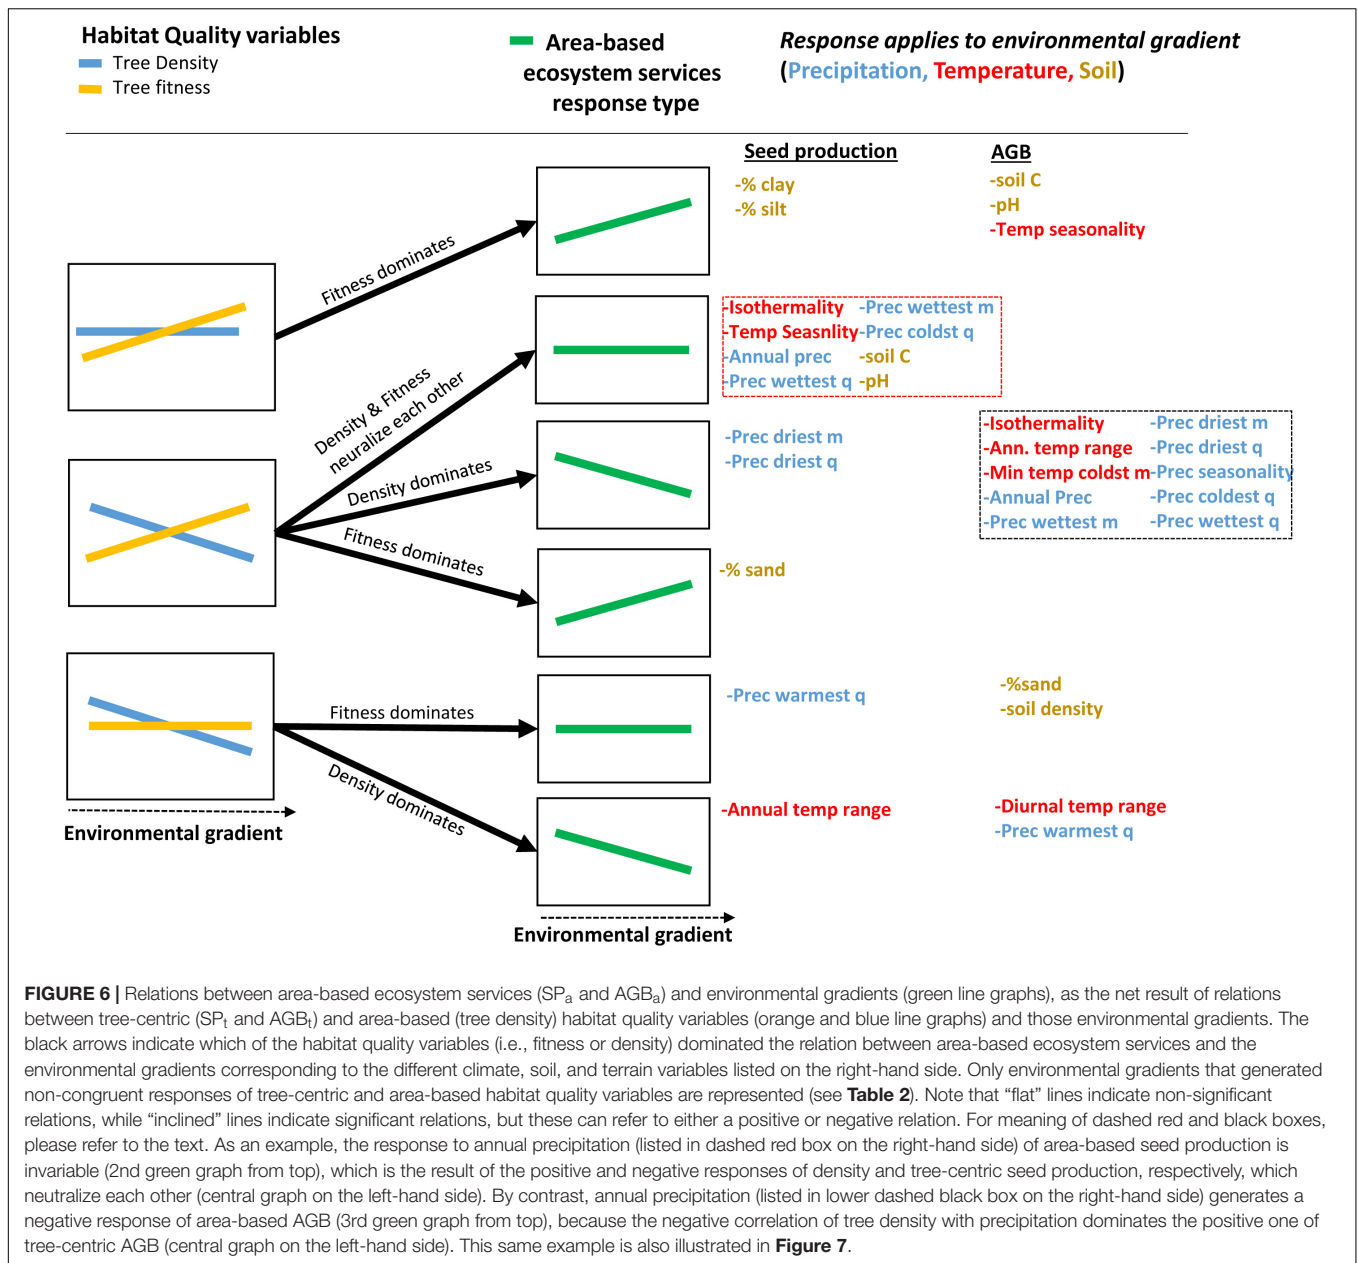 Habitat Quality variables
Tree Density
Tree fitness
Area-based
ecosystem services
response type
Response applies to environmental gradient
(Precipitation, Temperature, Soil)
Seed production
AGB
Fitness dominates
-% clay
-% silt
-soil C
-pH
-Temp seasonality
Density & Fitness
neuralize each other
-Isothermality -Prec wettest m
-Temp Seasnlity -Prec coldst q
-Annual prec -soil C
-Prec wettest q -pH
Density dominates
-Prec driest m
-Prec driest q
-Isothermality -Prec driest m
-Ann. temp range -Prec driest q
-Min temp coldst m -Prec seasonality
-Annual Prec -Prec coldest q
-Prec wettest m -Prec wettest q
Fitness dominates
-% sand
Fitness dominates
-Prec warmest q
-%sand
-soil density
Density dominates
-Annual temp range
-Diurnal temp range
-Prec warmest q
Environmental gradient
Environmental gradient
FIGURE 6 | Relations between area-based ecosystem services (SPa and AGBa) and environmental gradients (green line graphs), as the net result of relations
between tree-centric (SPt and AGBt) and area-based (tree density) habitat quality variables (orange and blue line graphs) and those environmental gradients. The
black arrows indicate which of the habitat quality variables (i.e., fitness or density) dominated the relation between area-based ecosystem services and the
environmental gradients corresponding to the different climate, soil, and terrain variables listed on the right-hand side. Only environmental gradients that generated
non-congruent responses of tree-centric and area-based habitat quality variables are represented (see Table 2). Note that “flat” lines indicate non-significant
relations, while “inclined” lines indicate significant relations, but these can refer to either a positive or negative relation. For meaning of dashed red and black boxes,
please refer to the text. As an example, the response to annual precipitation (listed in dashed red box on the right-hand side) of area-based seed production is
invariable (2nd green graph from top), which is the result of the positive and negative responses of density and tree-centric seed production, respectively, which
neutralize each other (central graph on the left-hand side). By contrast, annual precipitation (listed in lower dashed black box on the right-hand side) generates a
negative response of area-based AGB (3rd green graph from top), because the negative correlation of tree density with precipitation dominates the positive one of
tree-centric AGB (central graph on the left-hand side). This same example is also illustrated in Figure 7.